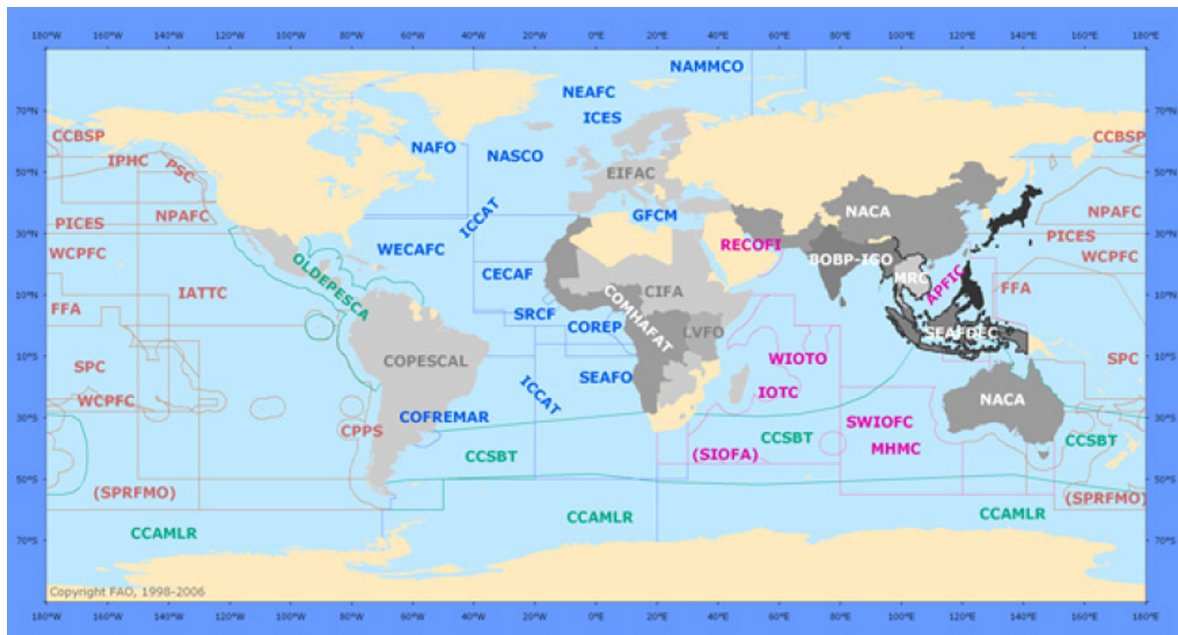 180°W 160°W 140°W 120°W 100°W 80°W 60°W 40°W 20°W 0°E 20°E 40°E 60°E 80°E 100°E 120°E 140°E 160°E 180°E
NAMMCO
NEAFC
70°N 70°N
ICES
CCBSP CCBSP
NAFO
IPHC NASCO
PSC
50°N EIFAC 50°N
NPAFC ICCAT GFCM NACA NPAFC
PICES PICES
30°N 30°N
WCPFC WECAFC RECOFI BOBP-IGO WCPFC
OLDEPESCA CECAF MRC
IATTC CIFA APFIC FFA
10°N 10°N
FFA SRCF COMHAFAT
COREP LVFO SEAFDEC
10°S 10°S
SPC COPESCAL WIOTO SPC
SEAFO
ICCAT IOTC
WCPFC NACA
30°S COFREMAR SWIOFC 30°S
CPPS CCSBT CCSBT
MHMC
CCSBT (SIOFA)
50°S 50°S
(SPRFMO) (SPRFMO)
CCAMLR CCAMLR
CCAMLR
70°S 70°S
Copyright FAO, 1998-2006
180°W 160°W 140°W 120°W 100°W 80°W 60°W 40°W 20°W 0°E 20°E 40°E 60°E 80°E 100°E 120°E 140°E 160°E 180°E